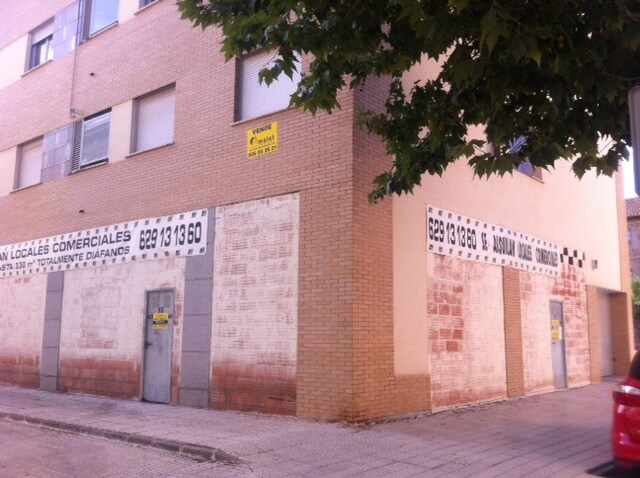 VENDE
AN LOCALES COMERCIALES
ASTA 330 m² TOTALMENTE DIAFANOS
629 13 13 60
629 13 13 60 SE ALQUILAN LOCALES COMERCIALES